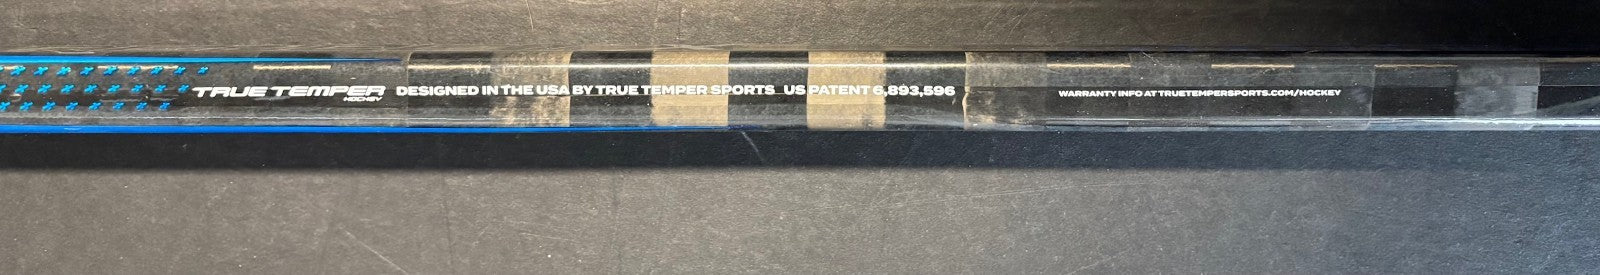 TRUE TEMPER HOCKEY DESIGNED IN THE USA BY TRUE TEMPER SPORTS US PATENT 6,893,596 WARRANTY INFO AT TRUETEMPERSPORTS.COM/HOCKEY